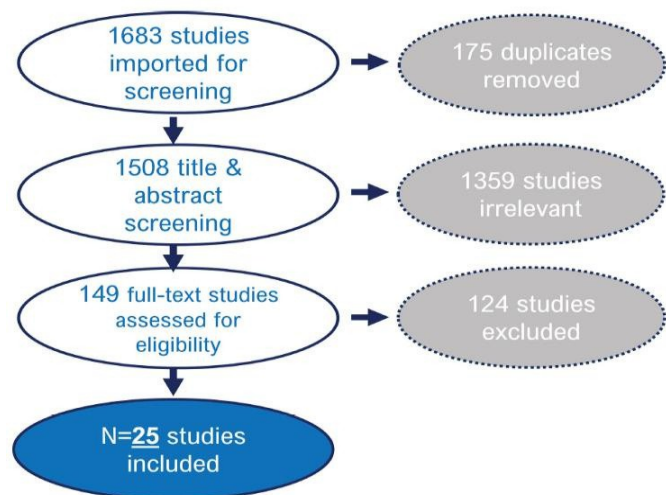 1683 studies
imported for
screening
175 duplicates
removed
1508 title &
abstract
screening
1359 studies
irrelevant
149 full-text studies
assessed for
eligibility
124 studies
excluded
N=25 studies
included